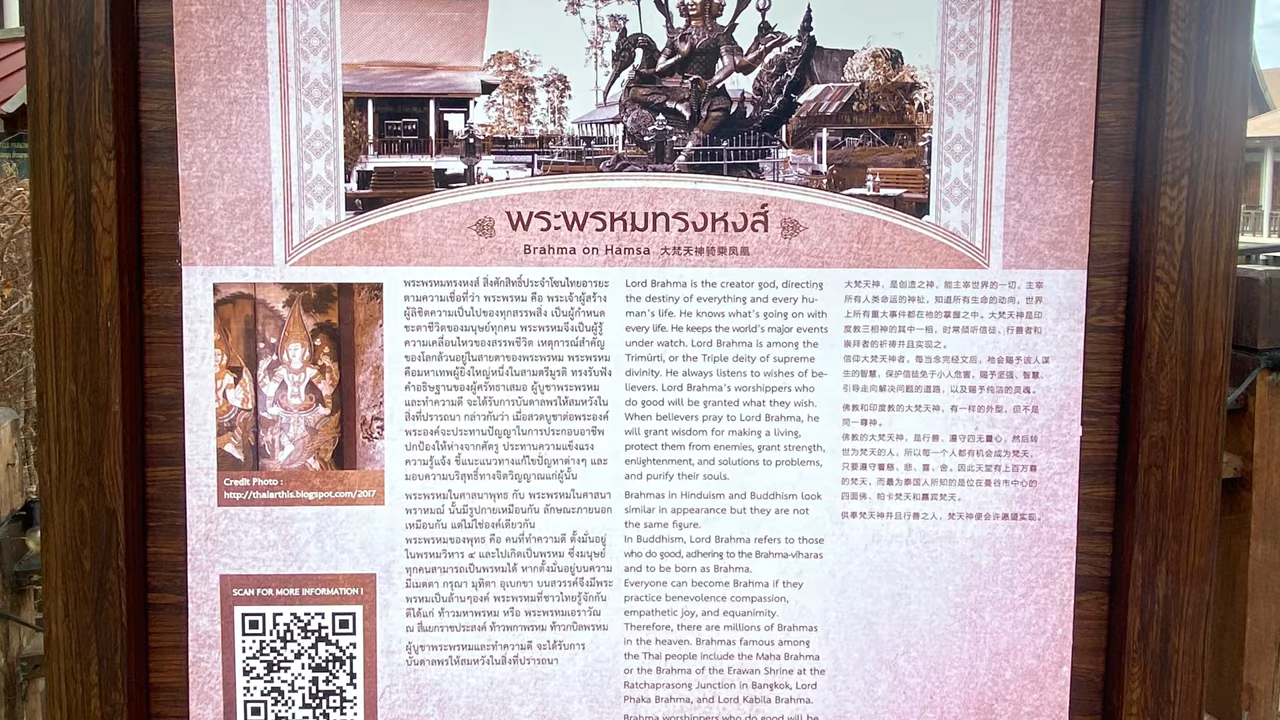 พระพรหมทรงหงส์
Brahma on Hamsa 大梵天神骑乘凤凰
พระพรหมทรงหงส์ สิ่งศักดิ์สิทธิ์ประจำโขนไทยอารยะ
ตามความเชื่อที่ว่า พระพรหม คือ พระเจ้าผู้สร้าง
ผู้ลิขิตความเป็นไปของทุกสรรพสิ่ง เป็นผู้กำหนด
ชะตาชีวิตของมนุษย์ทุกคน พระพรหมจึงเป็นผู้รู้
ความเคลื่อนไหวของสรรพชีวิต เหตุการณ์สำคัญ
ของโลกล้วนอยู่ในสายตาของพระพรหม พระพรหม
คือมหาเทพผู้ยิ่งใหญ่หนึ่งในสามตรีมูรติ ทรงรับฟัง
คำอธิษฐานของผู้ศรัทธาเสมอ ผู้บูชาพระพรหม
และทำความดี จะได้รับการบันดาลพรให้สมหวังใน
สิ่งที่ปรารถนา กล่าวกันว่า เมื่อสวดบูชาต่อพระองค์
พระองค์จะประทานปัญญาในการประกอบอาชีพ
ปกป้องให้ห่างจากศัตรู ประทานความแข็งแรง
ความรู้แจ้ง ชี้แนะแนวทางแก้ไขปัญหาต่างๆ และ
มอบความบริสุทธิ์ทางจิตวิญญาณแก่ผู้นั้น
พระพรหมในศาสนาพุทธ กับ พระพรหมในศาสนา
พราหมณ์ นั้นมีรูปกายเหมือนกัน ลักษณะภายนอก
เหมือนกัน แต่ไม่ใช่องค์เดียวกัน
พระพรหมของพุทธ คือ คนที่ทำความดี ตั้งมั่นอยู่
ในพรหมวิหาร ๔ และไปเกิดเป็นพรหม ซึ่งมนุษย์
ทุกคนสามารถเป็นพรหมได้ หากตั้งมั่นอยู่บนความ
มีเมตตา กรุณา มุทิตา อุเบกขา บนสวรรค์จึงมีพระ
พรหมเป็นล้านๆองค์ พระพรหมที่ชาวไทยรู้จักกัน
ดีได้แก่ ท้าวมหาพรหม หรือ พระพรหมเอราวัณ
ณ สี่แยกราชประสงค์ ท้าวพกาพรหม ท้าวกบิลพรหม
ผู้บูชาพระพรหมและทำความดี จะได้รับการ
บันดาลพรให้สมหวังในสิ่งที่ปรารถนา
Lord Brahma is the creator god, directing
the destiny of everything and every hu-
man's life. He knows what's going on with
every life. He keeps the world's major events
under watch. Lord Brahma is among the
Trimūrti, or the Triple deity of supreme
divinity. He always listens to wishes of be-
lievers. Lord Brahma's worshippers who
do good will be granted what they wish.
When believers pray to Lord Brahma, he
will grant wisdom for making a living,
protect them from enemies, grant strength,
enlightenment, and solutions to problems,
and purify their souls.
Brahmas in Hinduism and Buddhism look
similar in appearance but they are not
the same figure.
In Buddhism, Lord Brahma refers to those
who do good, adhering to the Brahma-viharas
and to be born as Brahma.
Everyone can become Brahma if they
practice benevolence compassion,
empathetic joy, and equanimity.
Therefore, there are millions of Brahmas
in the heaven. Brahmas famous among
the Thai people include the Maha Brahma
or the Brahma of the Erawan Shrine at the
Ratchaprasong Junction in Bangkok, Lord
Phaka Brahma, and Lord Kabila Brahma.
Brahma worshippers who do good will be
大梵天神，是创造之神，能主宰世界的一切，主宰
所有人类命运的神祉，知道所有生命的动向，世界
上所有重大事件都在祂的掌握之中。大梵天神是印
度教三相神的其中一相，时常倾听信徒、行善者和
崇拜者的祈祷并且实现之。
信仰大梵天神者，每当念完经文后，祂会赐予该人谋
生的智慧，保护信徒免于小人危害，赐予坚强、智慧、
引导走向解决问题的道路，以及赐予纯洁的灵魂。
佛教和印度教的大梵天神，有一样的外型，但不是
同一尊神。
佛教的大梵天神，是行善、遵守四无量心，然后转
世为梵天的人，所以每一个人都有机会成为梵天，
只要遵守着慈、悲、喜、舍。因此天堂有上百万尊
的梵天，而最为泰国人所知的是位在曼谷市中心的
四面佛、帕卡梵天和嘉宾梵天。
供奉梵天神并且行善之人，梵天神便会许愿望实现。
Credit Photo :
http://thaiarthis.blogspot.com/2017
SCAN FOR MORE INFORMATION !